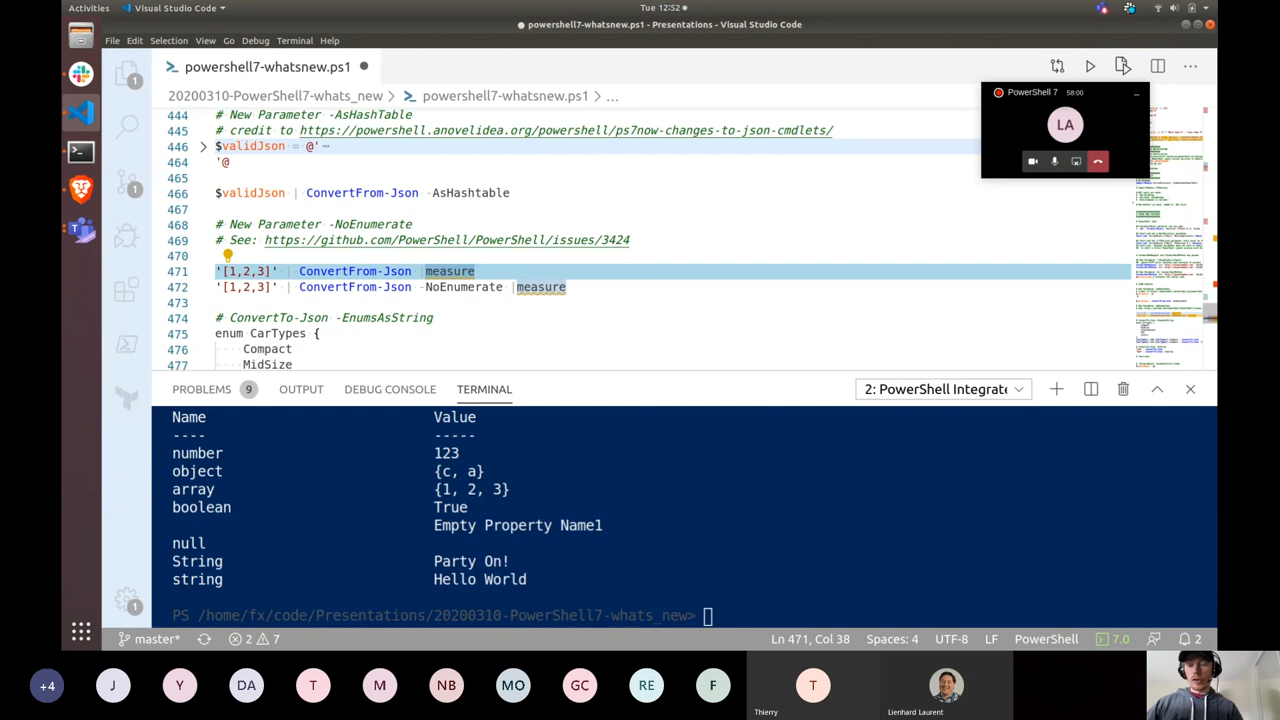 Activities
Visual Studio Code
Tue 12:52
powershell7-whatsnew.ps1 - Presentations - Visual Studio Code
File Edit Selection View Go Debug Terminal Help
powershell7-whatsnew.ps1
20200310-PowerShell7-whats_new > powershell7-whatsnew.ps1 > ...
PowerShell 7 58:00
LA
444 # New Parameter -AsHashTable
445 # credit to https://powershell.anovelidea.org/powershell/ps7now-changes-to-json-cmdlets/
446 $validJson = @'
464 '@
465
466 $validJson | ConvertFrom-Json -AsHashtable
467
468 # New Parameter -NoEnumerate
469 # See: https://github.com/PowerShell/PowerShell/issues/3424
470
471 '[1,2,3]' | ConvertFrom-Json |measure
472 '[1,2,3]' | ConvertFrom-Json -NoEnumerate |measure
473
474 # ConvertTo-Json -EnumsAsString
475 enum CarTypes {
476 Compact
477 MidSize
PROBLEMS 9 OUTPUT DEBUG CONSOLE TERMINAL
2: PowerShell Integrate
Name Value
---- -----
number 123
object {c, a}
array {1, 2, 3}
boolean True
Empty Property Name1
null
String Party On!
string Hello World
PS /home/fx/code/Presentations/20200310-PowerShell7-whats_new>
master* 2 7
Ln 471, Col 38 Spaces: 4 UTF-8 LF PowerShell 7.0 2
+4 J Y DA T M NB MO GC RE F T
Thierry
Lienhard Laurent